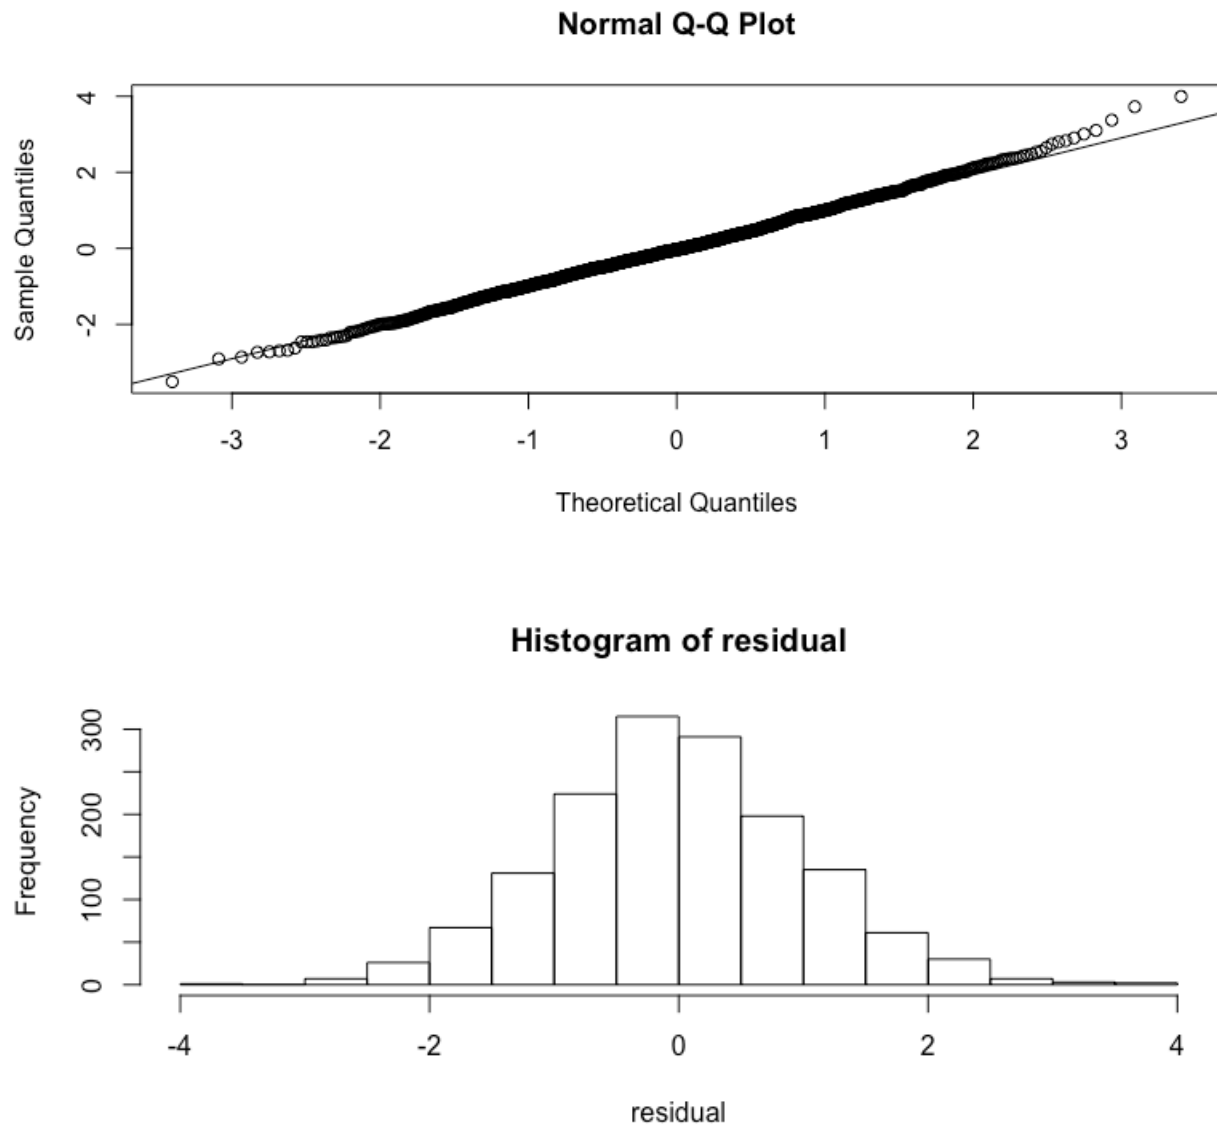 Normal Q-Q Plot
Sample Quantiles
4
2
0
-2
-3 -2 -1 0 1 2 3
Theoretical Quantiles
Histogram of residual
Frequency
300
200
100
0
-4 -2 0 2 4
residual